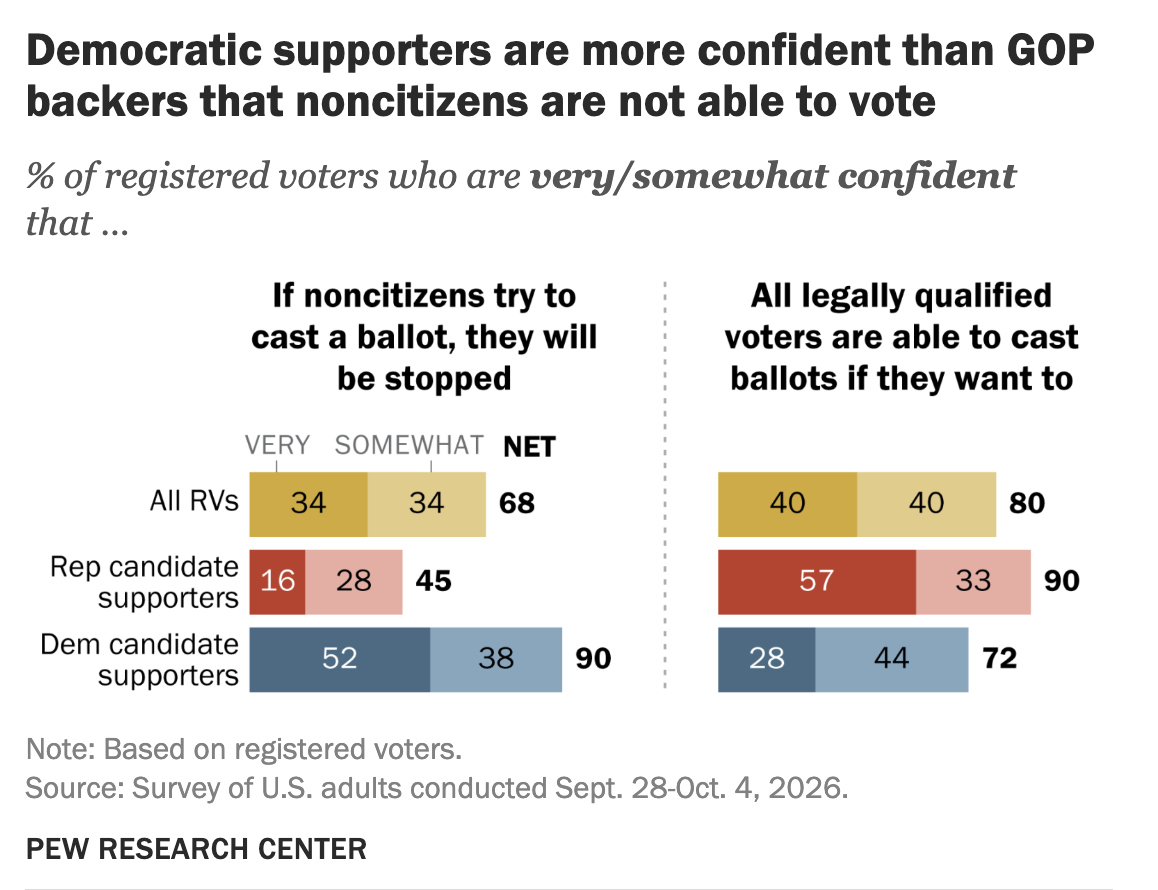 Democratic supporters are more confident than GOP
backers that noncitizens are not able to vote
% of registered voters who are very/somewhat confident
that ...
If noncitizens try to
cast a ballot, they will
be stopped
All legally qualified
voters are able to cast
ballots if they want to
VERY SOMEWHAT NET
All RVs 34 34 68 40 40 80
Rep candidate
supporters 16 28 45 57 33 90
Dem candidate
supporters 52 38 90 28 44 72
Note: Based on registered voters.
Source: Survey of U.S. adults conducted Sept. 28-Oct. 4, 2026.
PEW RESEARCH CENTER